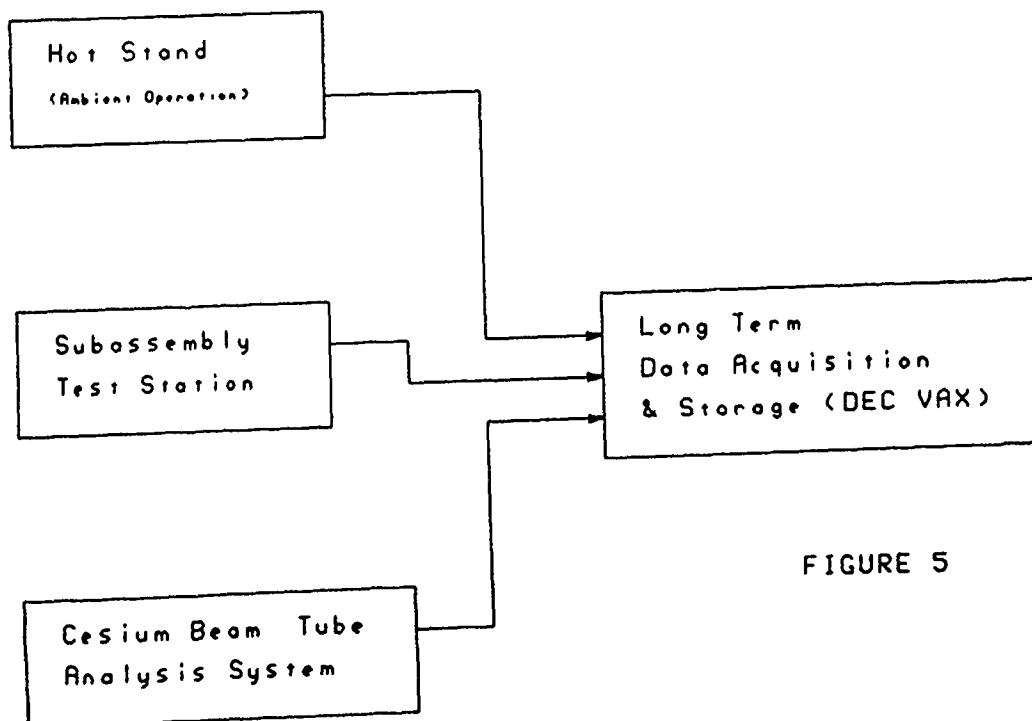 Hot Stand
(Ambient Operation)
Subassembly
Test Station
Long Term
Data Acquisition
& Storage (DEC VAX)
Cesium Beam Tube
Analysis System
FIGURE 5